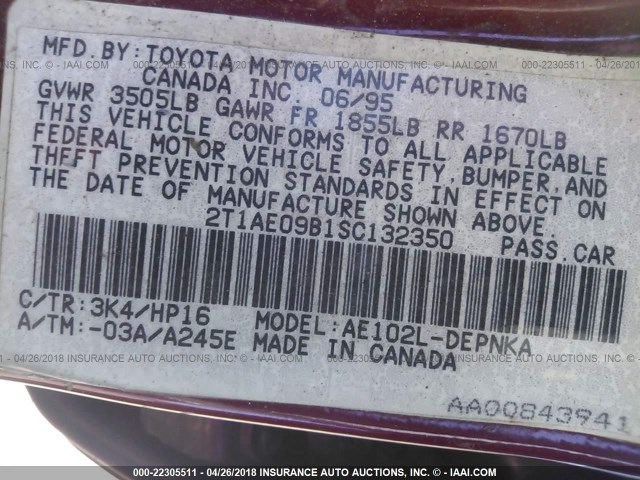 MFD.BY:TOYOTA MOTOR MANUFACTURING
CANADA INC. 06/95
GVWR 3505LB GAWR FR 1855LB RR 1670LB
THIS VEHICLE CONFORMS TO ALL APPLICABLE
FEDERAL MOTOR VEHICLE SAFETY,BUMPER,AND
THEFT PREVENTION STANDARDS IN EFFECT ON
THE DATE OF MANUFACTURE SHOWN ABOVE.
2T1AE09B1SC132350 PASS.CAR
C/TR:3K4/HP16 MODEL:AE102L-DEPNKA
A/TM:-03A/A245E MADE IN CANADA
AA00843941
000-22305511 - 04/26/2018 INSURANCE AUTO AUCTIONS, INC. - © - IAAI.COM